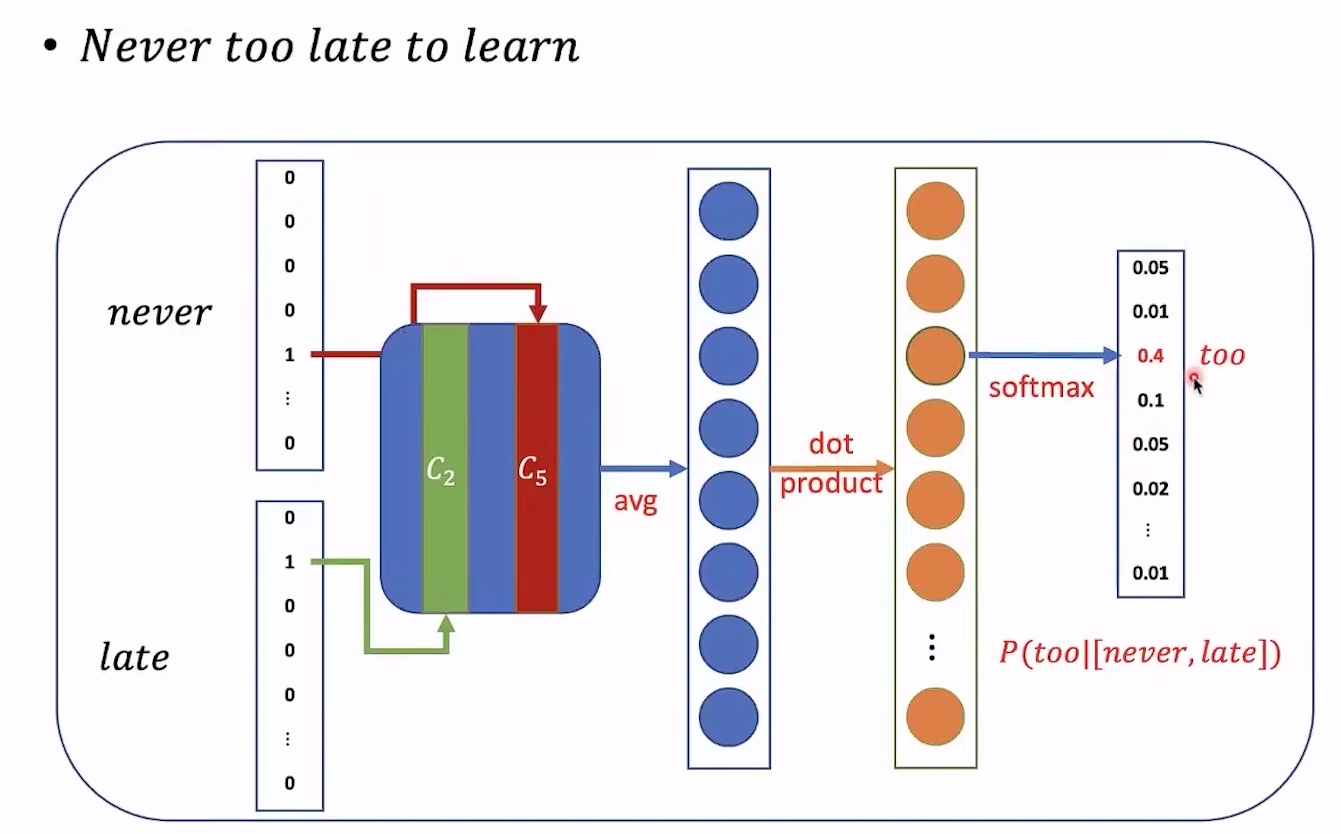 • Never too late to learn
never
0
0
0
0
1
⋮
0
late
0
1
0
0
0
⋮
0
C₂
C₅
avg
dot
product
⋮
softmax
0.05
0.01
0.4
0.1
0.05
0.02
⋮
0.01
too
P(too|[never, late])